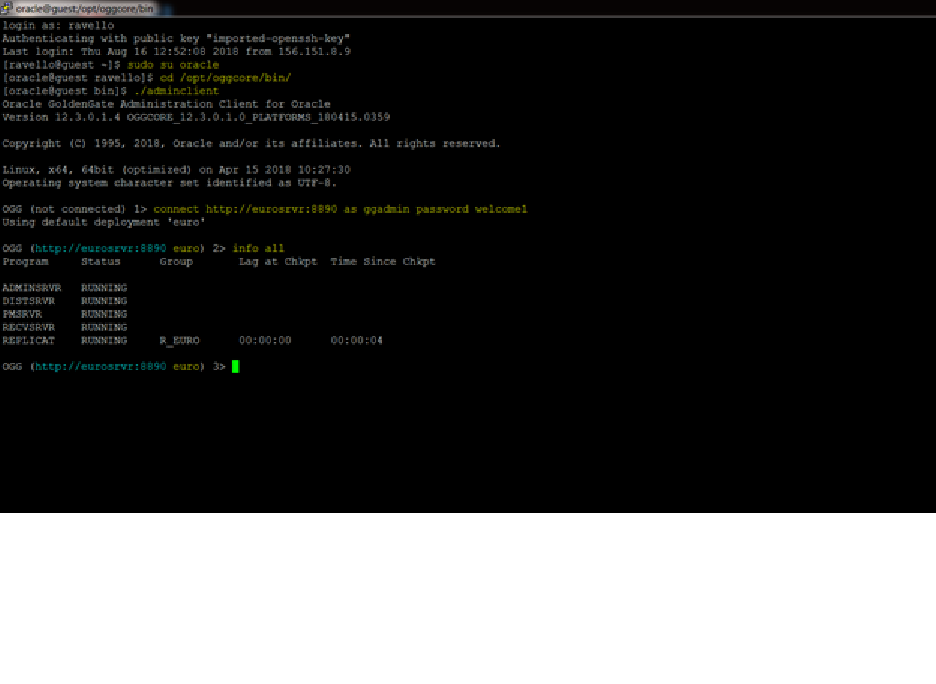 oracle@guest:/opt/oggcore/bin
login as: ravello
Authenticating with public key "imported-openssh-key"
Last login: Thu Aug 16 12:52:08 2018 from 156.151.8.9
[ravello@guest ~]$ sudo su oracle
[oracle@guest ravello]$ cd /opt/oggcore/bin/
[oracle@guest bin]$ ./adminclient
Oracle GoldenGate Administration Client for Oracle
Version 12.3.0.1.4 OGGCORE_12.3.0.1.0_PLATFORMS_180415.0359
Copyright (C) 1995, 2018, Oracle and/or its affiliates. All rights reserved.
Linux, x64, 64bit (optimized) on Apr 15 2018 10:27:30
Operating system character set identified as UTF-8.
OGG (not connected) 1> connect http://eurosrvr:8890 as ggadmin password welcome1
Using default deployment 'euro'
OGG (http://eurosrvr:8890 euro) 2> info all
Program Status Group Lag at Chkpt Time Since Chkpt
ADMINSRVR RUNNING
DISTSRVR RUNNING
PMSRVR RUNNING
RECVSRVR RUNNING
REPLICAT RUNNING R_EURO 00:00:00 00:00:04
OGG (http://eurosrvr:8890 euro) 3>